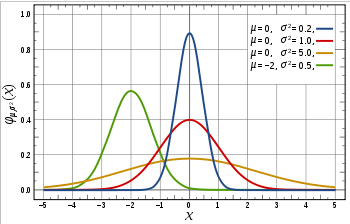 1.0
0.8
0.6
0.4
0.2
0.0
−5 −4 −3 −2 −1 0 1 2 3 4 5
x
φμ,σ²(x)
μ= 0, σ²= 0.2,
μ= 0, σ²= 1.0,
μ= 0, σ²= 5.0,
μ= −2, σ²= 0.5,